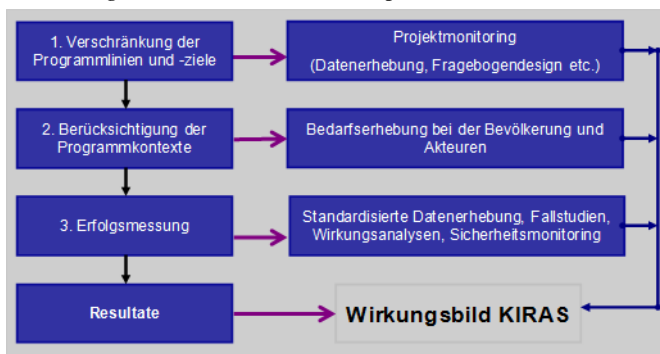 1. Verschränkung der
Programmlinien und -ziele
Projektmonitoring
(Datenerhebung, Fragebogendesign etc.)
2. Berücksichtigung der
Programmkontexte
Bedarfserhebung bei der Bevölkerung und
Akteuren
3. Erfolgsmessung
Standardisierte Datenerhebung, Fallstudien,
Wirkungsanalysen, Sicherheitsmonitoring
Resultate
Wirkungsbild KIRAS